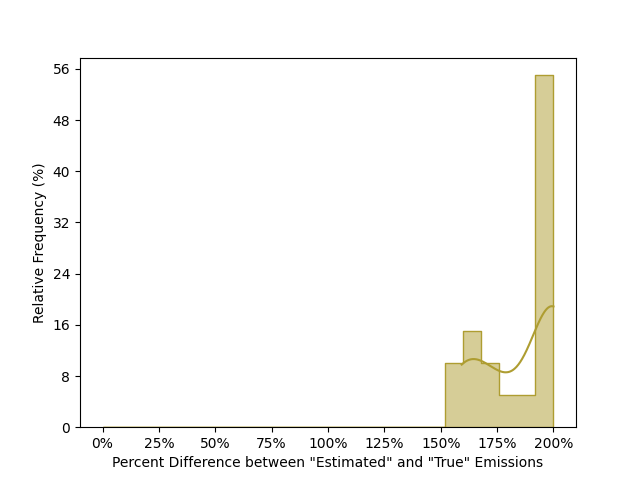 56
48
40
32
24
16
8
0
Relative Frequency (%)
0% 25% 50% 75% 100% 125% 150% 175% 200%
Percent Difference between "Estimated" and "True" Emissions